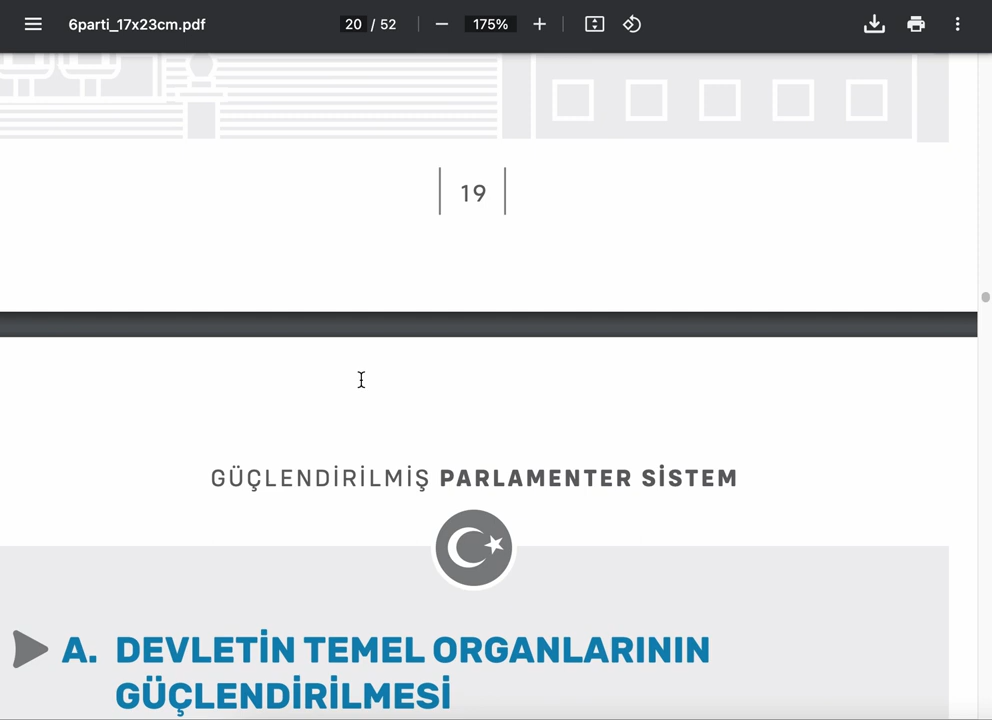 6parti_17x23cm.pdf 20 / 52 175%
19
GÜÇLENDİRİLMİŞ PARLAMENTER SİSTEM
A. DEVLETİN TEMEL ORGANLARININ
GÜÇLENDİRİLMESİ